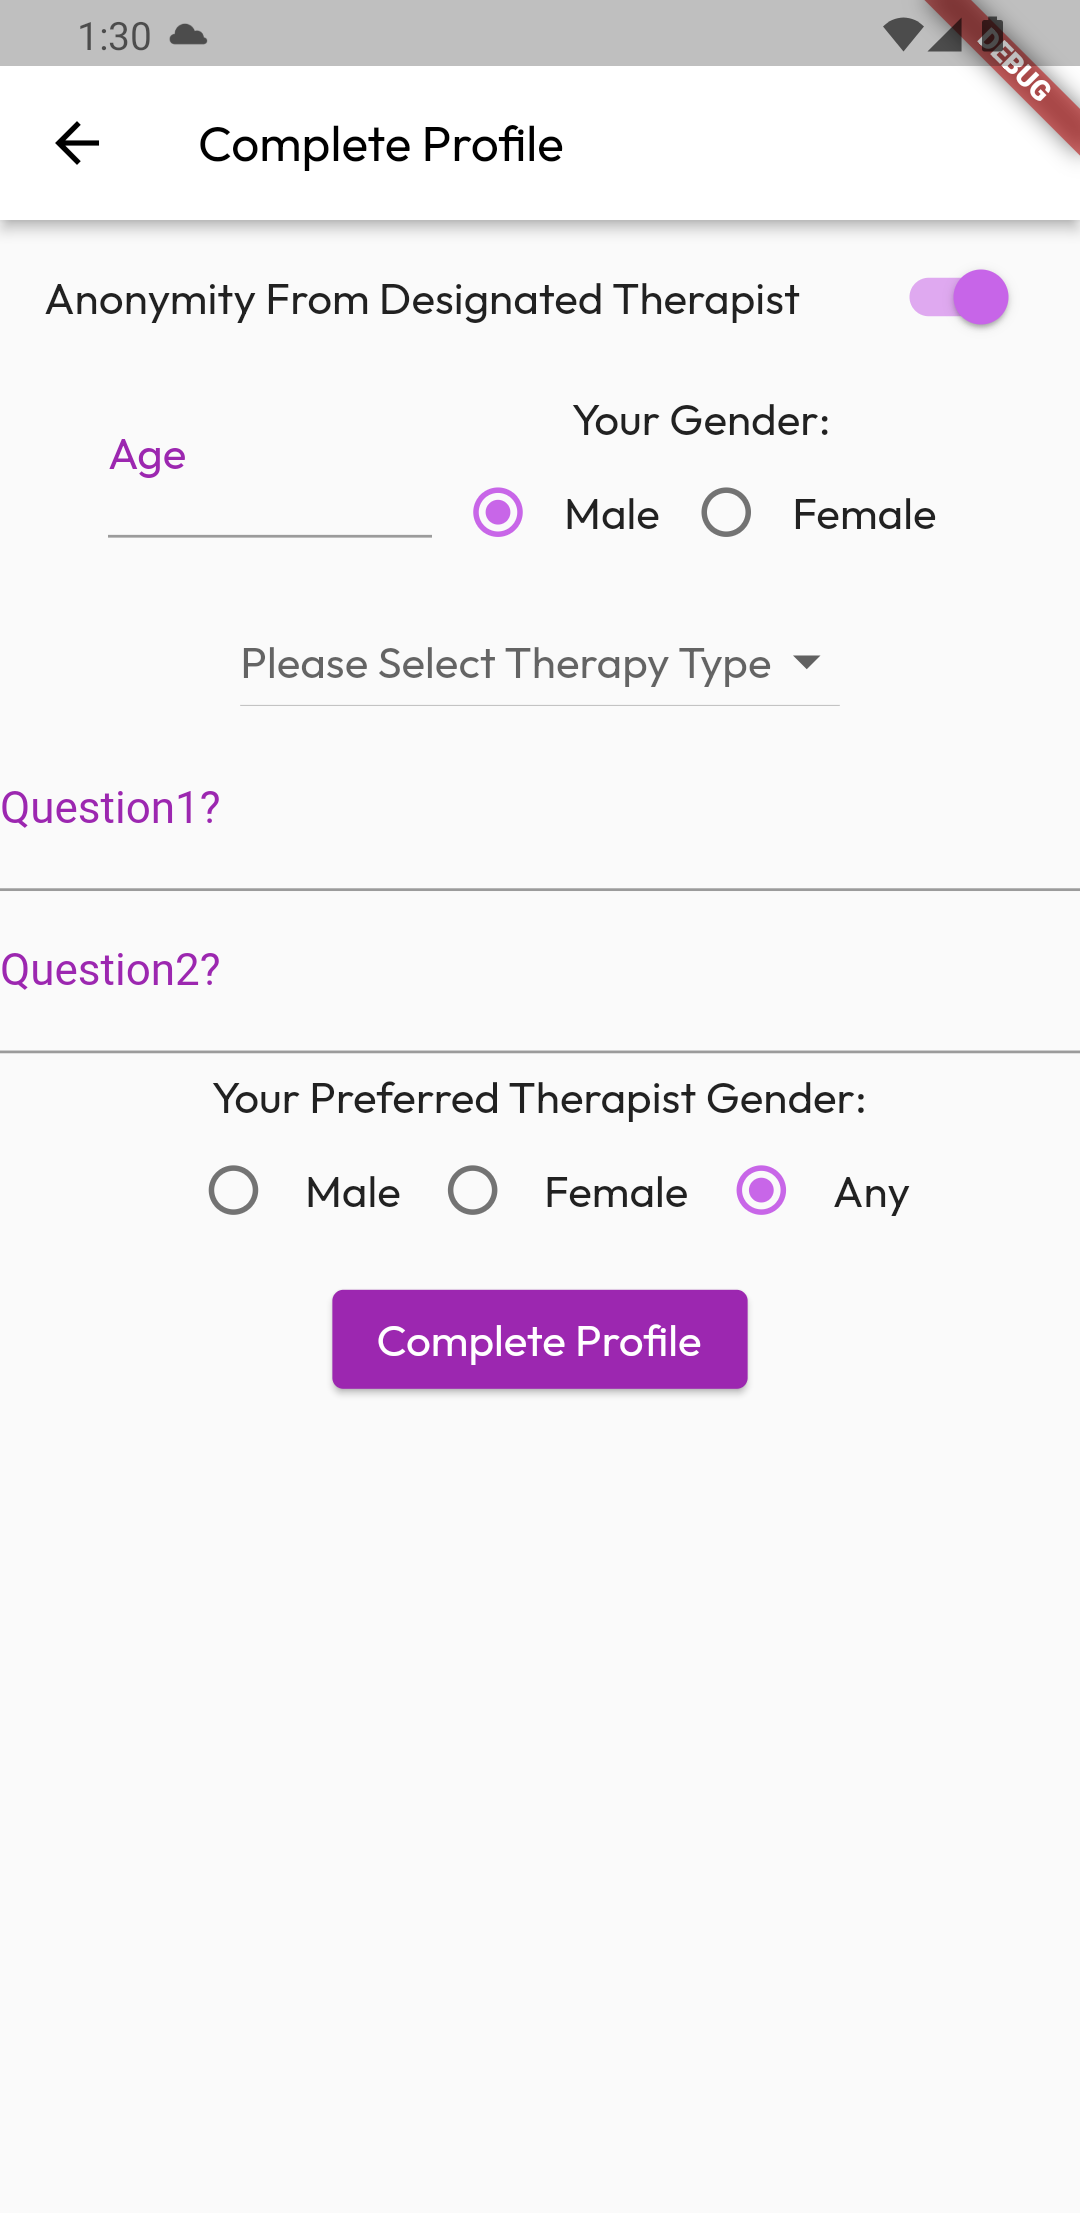 1:30
DEBUG
Complete Profile
Anonymity From Designated Therapist
Your Gender:
Age
Male Female
Please Select Therapy Type
Question1?
Question2?
Your Preferred Therapist Gender:
Male Female Any
Complete Profile